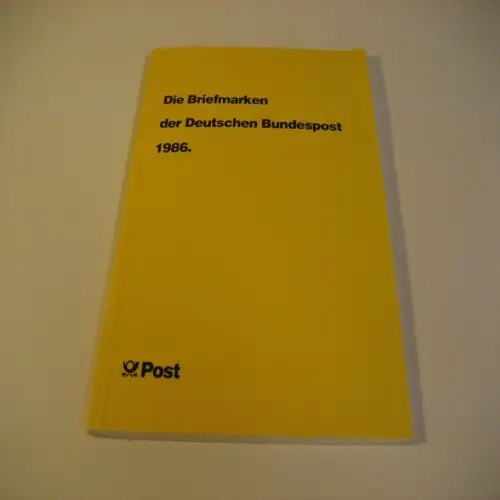 Die Briefmarken
der Deutschen Bundespost
1986.
Post